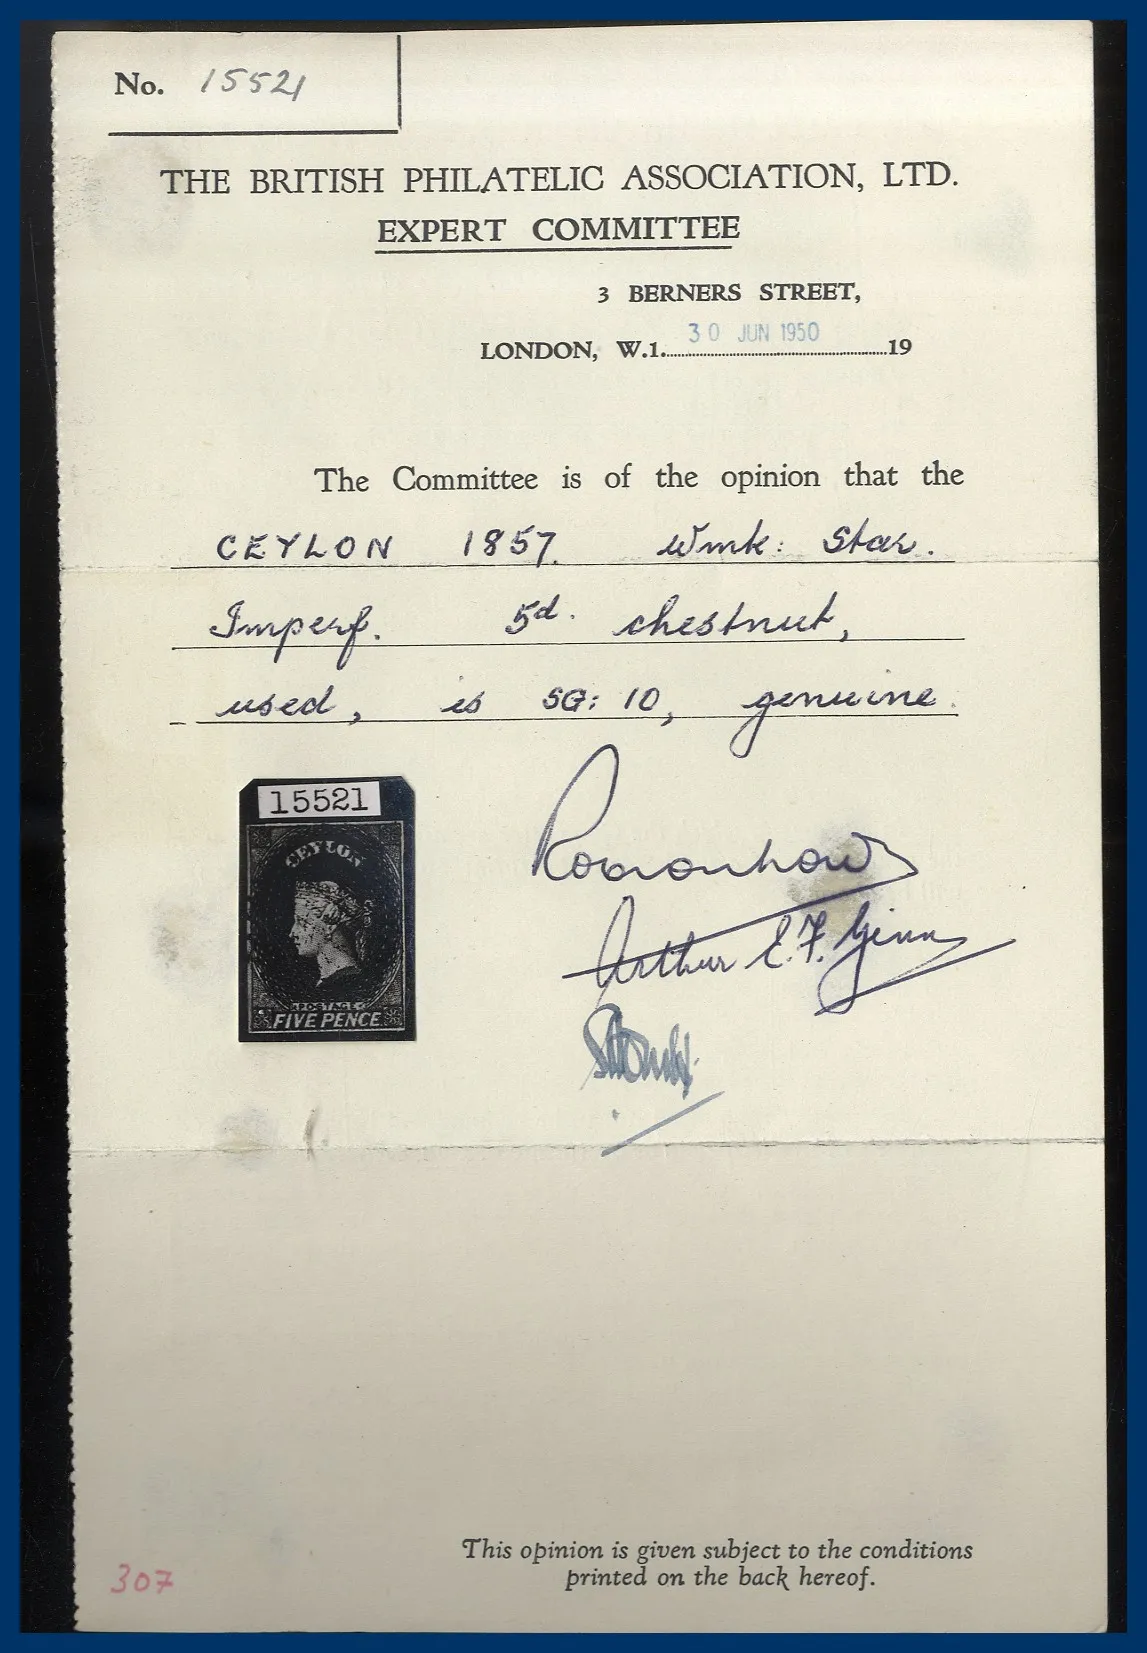 No. 15521
THE BRITISH PHILATELIC ASSOCIATION, LTD.
EXPERT COMMITTEE
3 BERNERS STREET,
LONDON, W.1. 30 JUN 1950 19
The Committee is of the opinion that the
CEYLON 1857. Wmk: Star.
Imperf. 5d. chestnut,
used, is SG: 10, genuine.
15521
CEYLON
POSTAGE
FIVE PENCE
Arthur E. F. Ginn
This opinion is given subject to the conditions
printed on the back hereof.
307